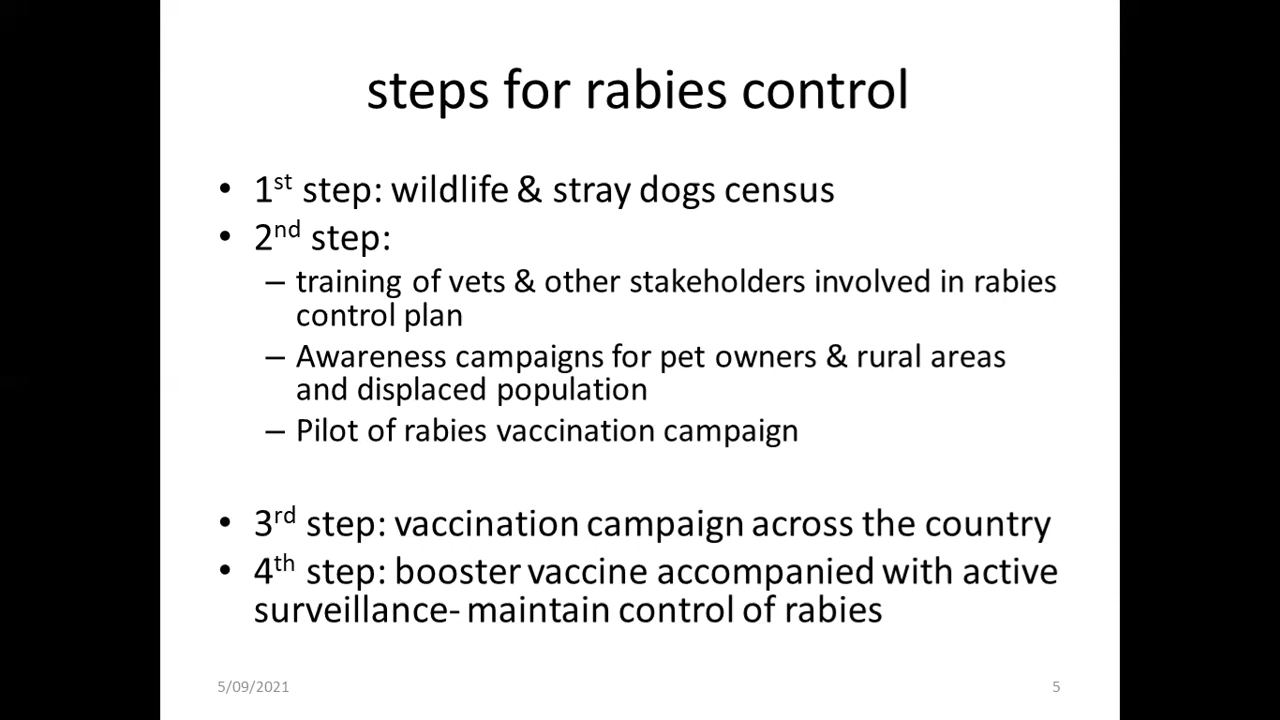 steps for rabies control
• 1st step: wildlife & stray dogs census
• 2nd step:
– training of vets & other stakeholders involved in rabies
control plan
– Awareness campaigns for pet owners & rural areas
and displaced population
– Pilot of rabies vaccination campaign
• 3rd step: vaccination campaign across the country
• 4th step: booster vaccine accompanied with active
surveillance- maintain control of rabies
5/09/2021
5